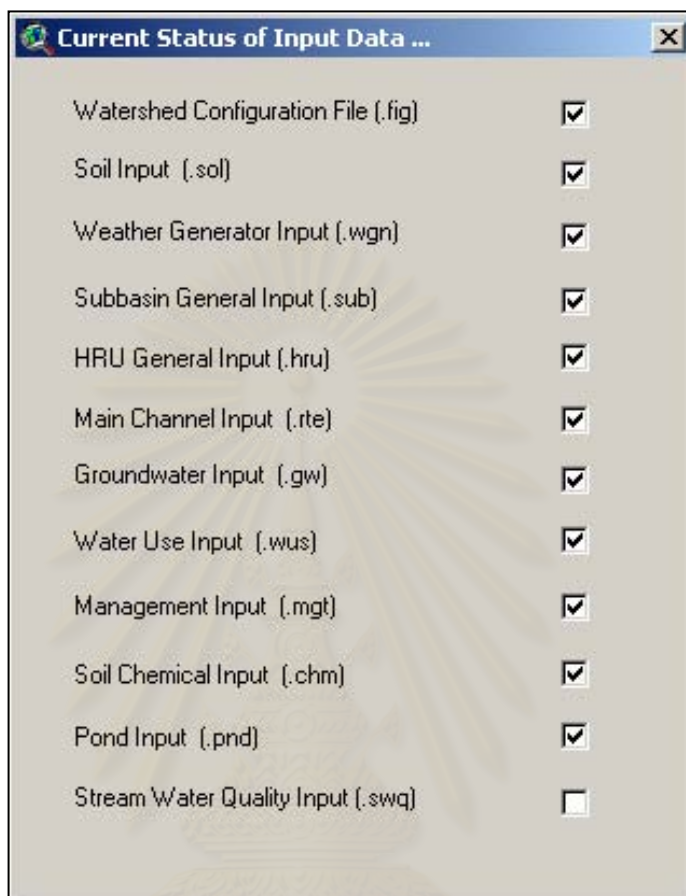 Current Status of Input Data ...
Watershed Configuration File (.fig)
Soil Input (.sol)
Weather Generator Input (.wgn)
Subbasin General Input (.sub)
HRU General Input (.hru)
Main Channel Input (.rte)
Groundwater Input (.gw)
Water Use Input (.wus)
Management Input (.mgt)
Soil Chemical Input (.chm)
Pond Input (.pnd)
Stream Water Quality Input (.swq)